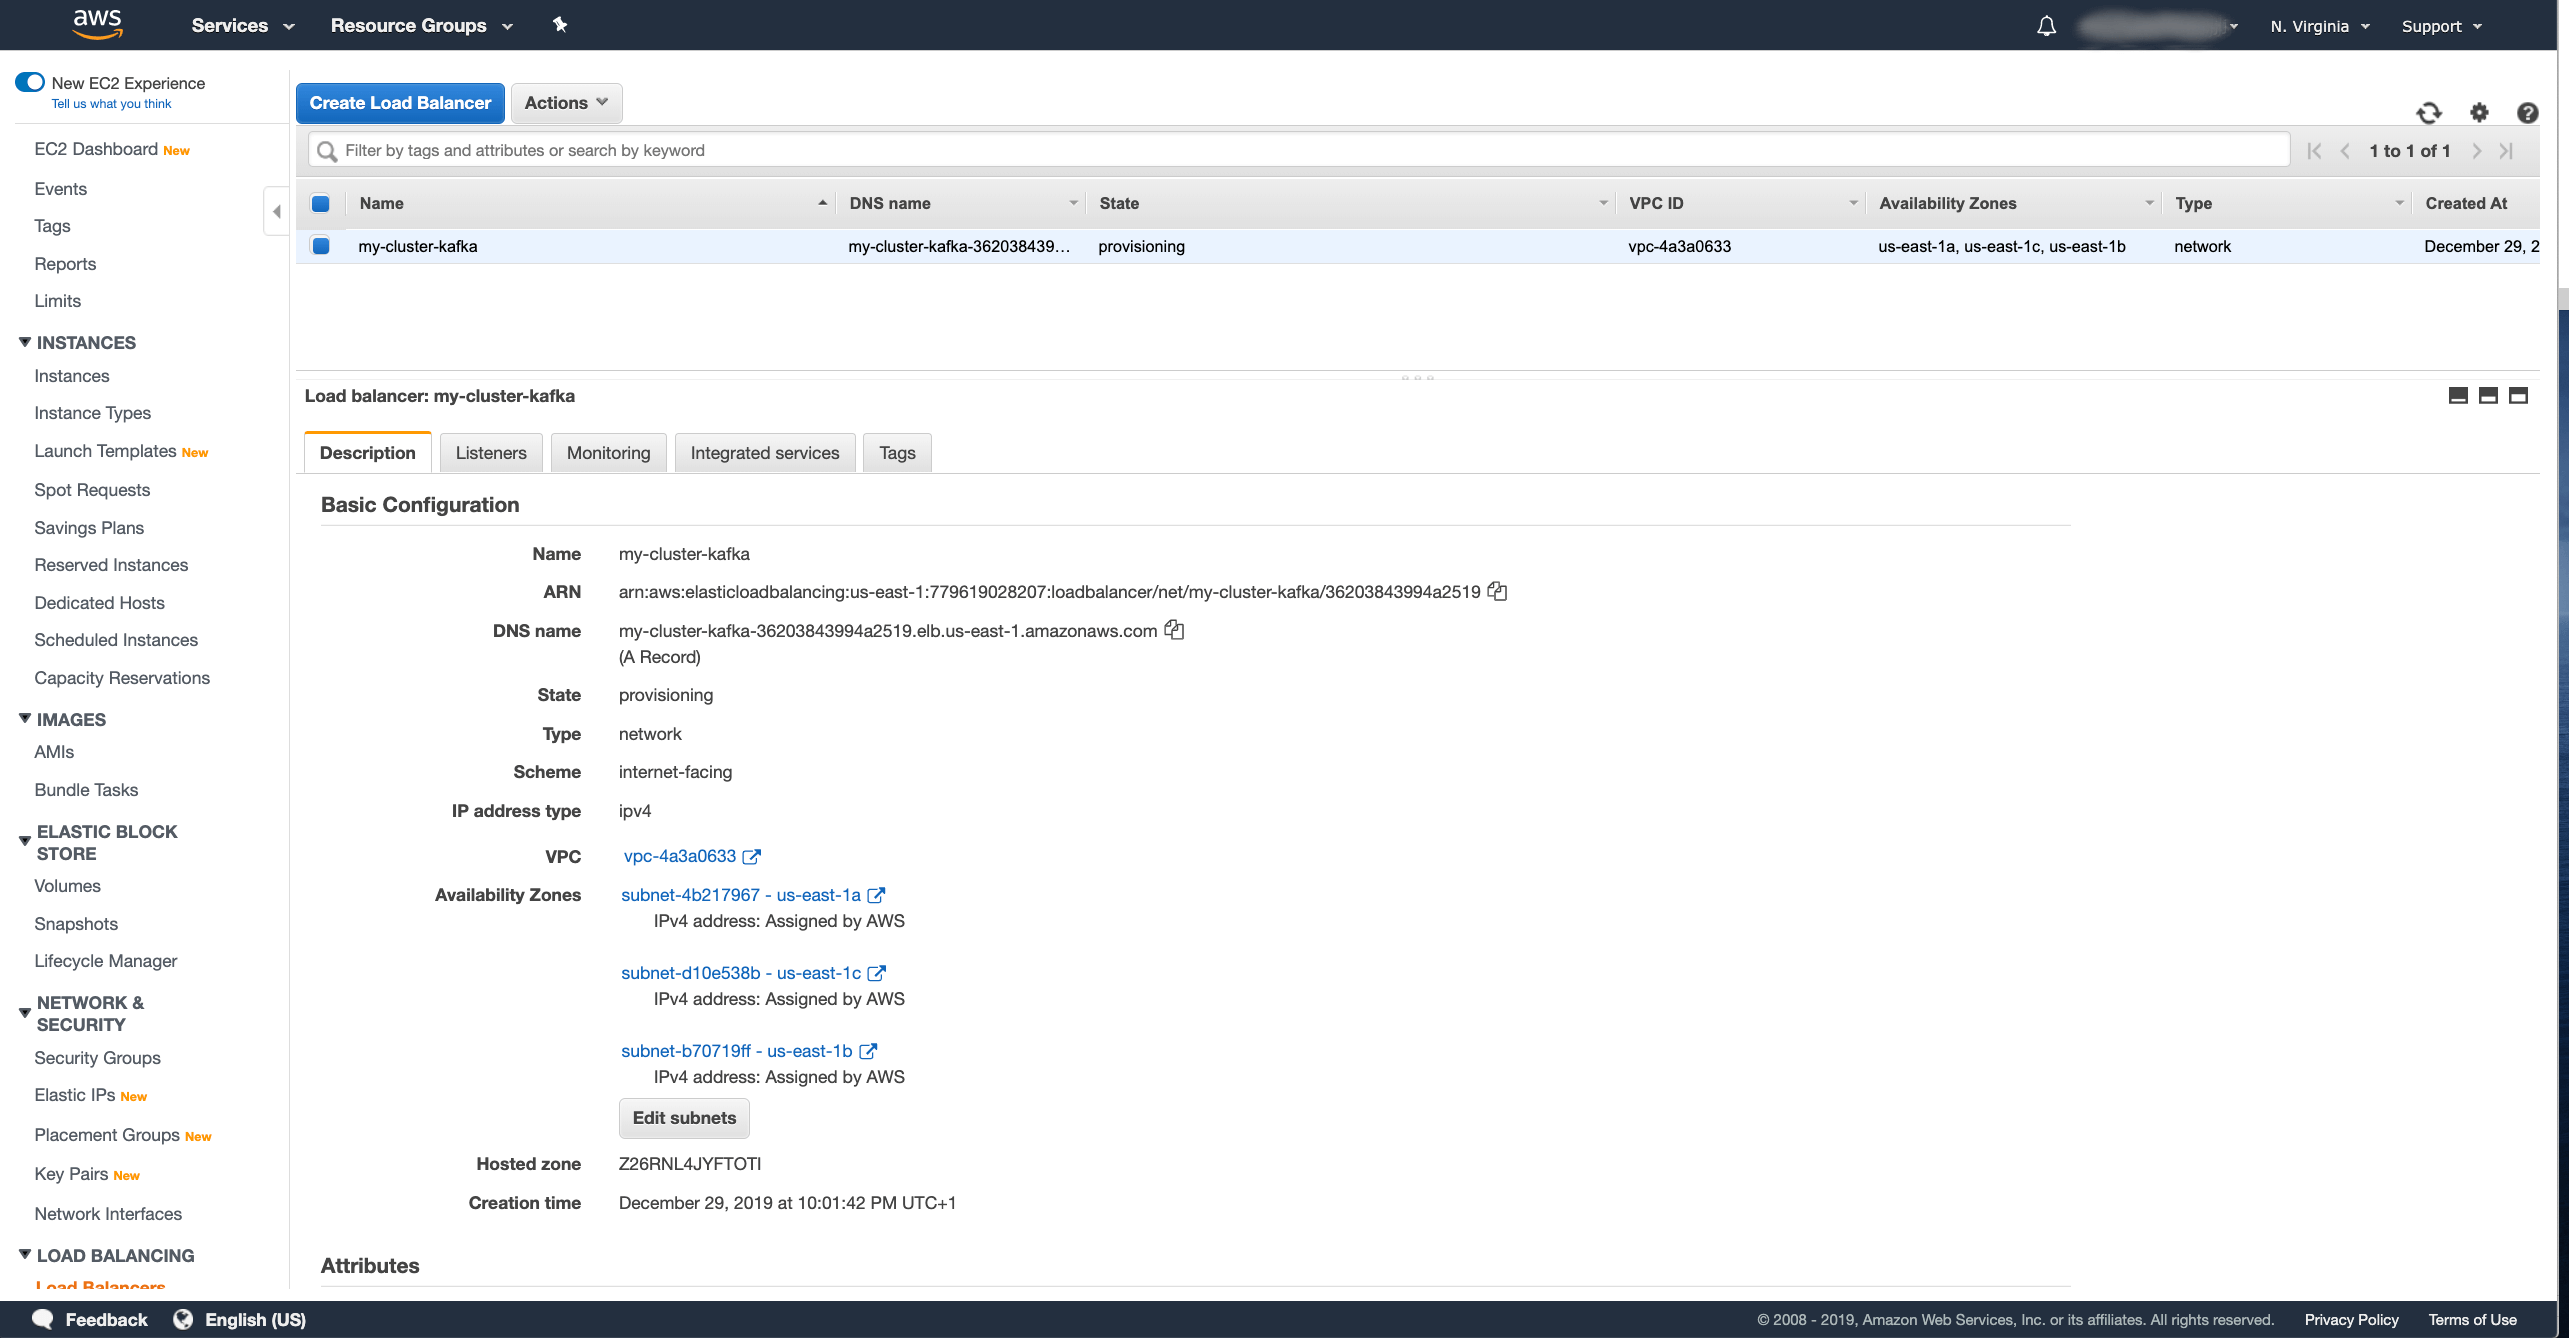 aws Services Resource Groups N. Virginia Support
New EC2 Experience
Tell us what you think
EC2 Dashboard New
Events
Tags
Reports
Limits
INSTANCES
Instances
Instance Types
Launch Templates New
Spot Requests
Savings Plans
Reserved Instances
Dedicated Hosts
Scheduled Instances
Capacity Reservations
IMAGES
AMIs
Bundle Tasks
ELASTIC BLOCK
STORE
Volumes
Snapshots
Lifecycle Manager
NETWORK &
SECURITY
Security Groups
Elastic IPs New
Placement Groups New
Key Pairs New
Network Interfaces
LOAD BALANCING
Load Balancers
Create Load Balancer Actions
Filter by tags and attributes or search by keyword 1 to 1 of 1
Name DNS name State VPC ID Availability Zones Type Created At
my-cluster-kafka my-cluster-kafka-362038439... provisioning vpc-4a3a0633 us-east-1a, us-east-1c, us-east-1b network December 29, 2
Load balancer: my-cluster-kafka
Description Listeners Monitoring Integrated services Tags
Basic Configuration
Name my-cluster-kafka
ARN arn:aws:elasticloadbalancing:us-east-1:779619028207:loadbalancer/net/my-cluster-kafka/36203843994a2519
DNS name my-cluster-kafka-36203843994a2519.elb.us-east-1.amazonaws.com
(A Record)
State provisioning
Type network
Scheme internet-facing
IP address type ipv4
VPC vpc-4a3a0633
Availability Zones subnet-4b217967 - us-east-1a
IPv4 address: Assigned by AWS
subnet-d10e538b - us-east-1c
IPv4 address: Assigned by AWS
subnet-b70719ff - us-east-1b
IPv4 address: Assigned by AWS
Edit subnets
Hosted zone Z26RNL4JYFTOTI
Creation time December 29, 2019 at 10:01:42 PM UTC+1
Attributes
Feedback English (US) © 2008 - 2019, Amazon Web Services, Inc. or its affiliates. All rights reserved. Privacy Policy Terms of Use